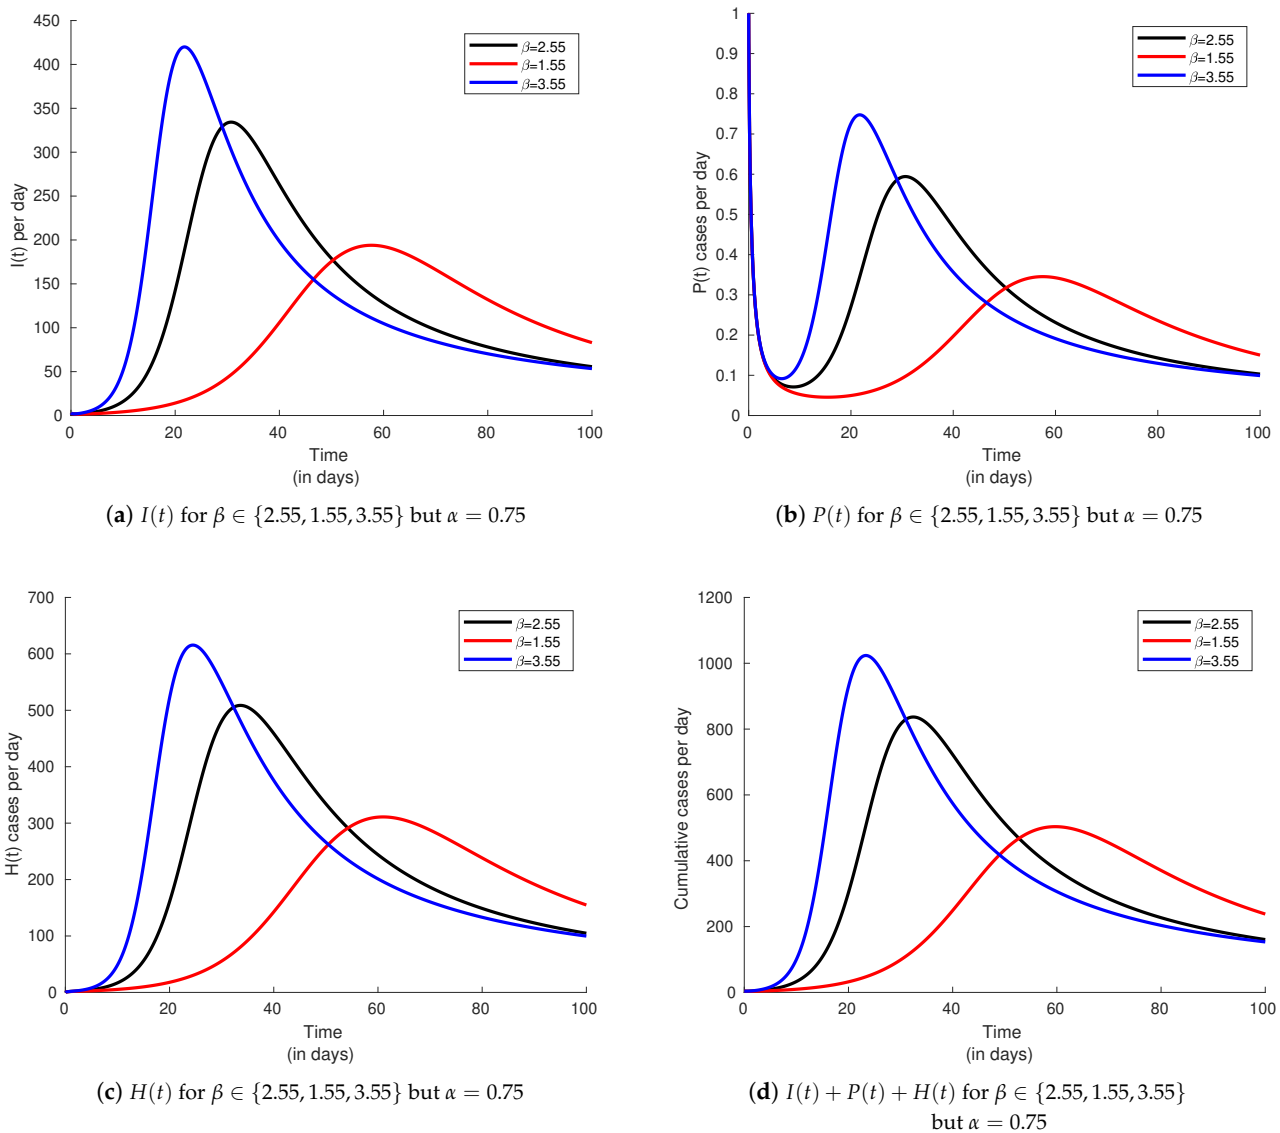 450
400
350
300
250
200
150
100
50
0
I(t) per day
β=2.55
β=1.55
β=3.55
0 20 40 60 80 100
Time
(in days)
(a) I(t) for β ∈ {2.55, 1.55, 3.55} but α = 0.75
1
0.9
0.8
0.7
0.6
0.5
0.4
0.3
0.2
0.1
0
P(t) cases per day
β=2.55
β=1.55
β=3.55
0 20 40 60 80 100
Time
(in days)
(b) P(t) for β ∈ {2.55, 1.55, 3.55} but α = 0.75
700
600
500
400
300
200
100
0
H(t) cases per day
β=2.55
β=1.55
β=3.55
0 20 40 60 80 100
Time
(in days)
(c) H(t) for β ∈ {2.55, 1.55, 3.55} but α = 0.75
1200
1000
800
600
400
200
0
Cumulative cases per day
β=2.55
β=1.55
β=3.55
0 20 40 60 80 100
Time
(in days)
(d) I(t) + P(t) + H(t) for β ∈ {2.55, 1.55, 3.55}
but α = 0.75